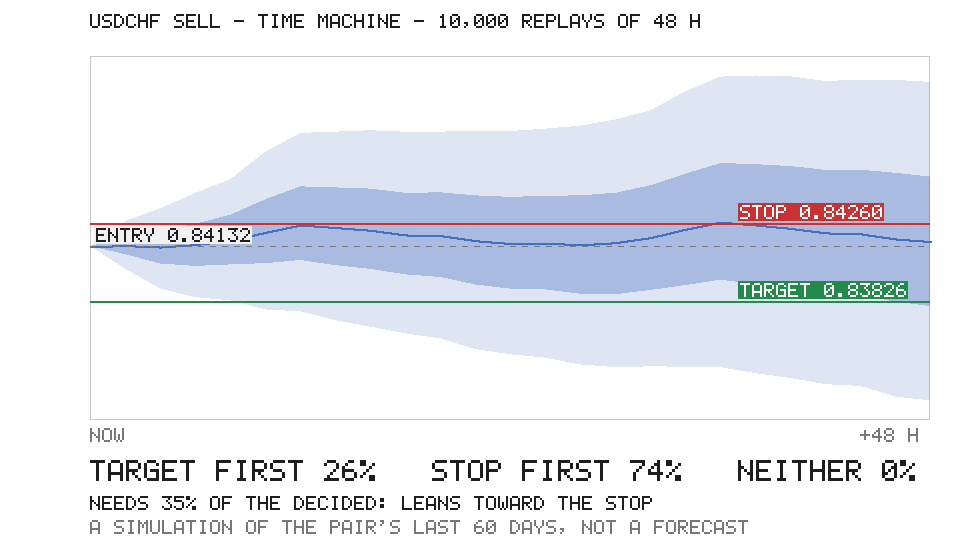 USDCHF SELL – TIME MACHINE – 10,000 REPLAYS OF 48 H
STOP 0.84260
ENTRY 0.84132
TARGET 0.83826
NOW
+48 H
TARGET FIRST 26% STOP FIRST 74% NEITHER 0%
NEEDS 35% OF THE DECIDED: LEANS TOWARD THE STOP
A SIMULATION OF THE PAIR'S LAST 60 DAYS, NOT A FORECAST